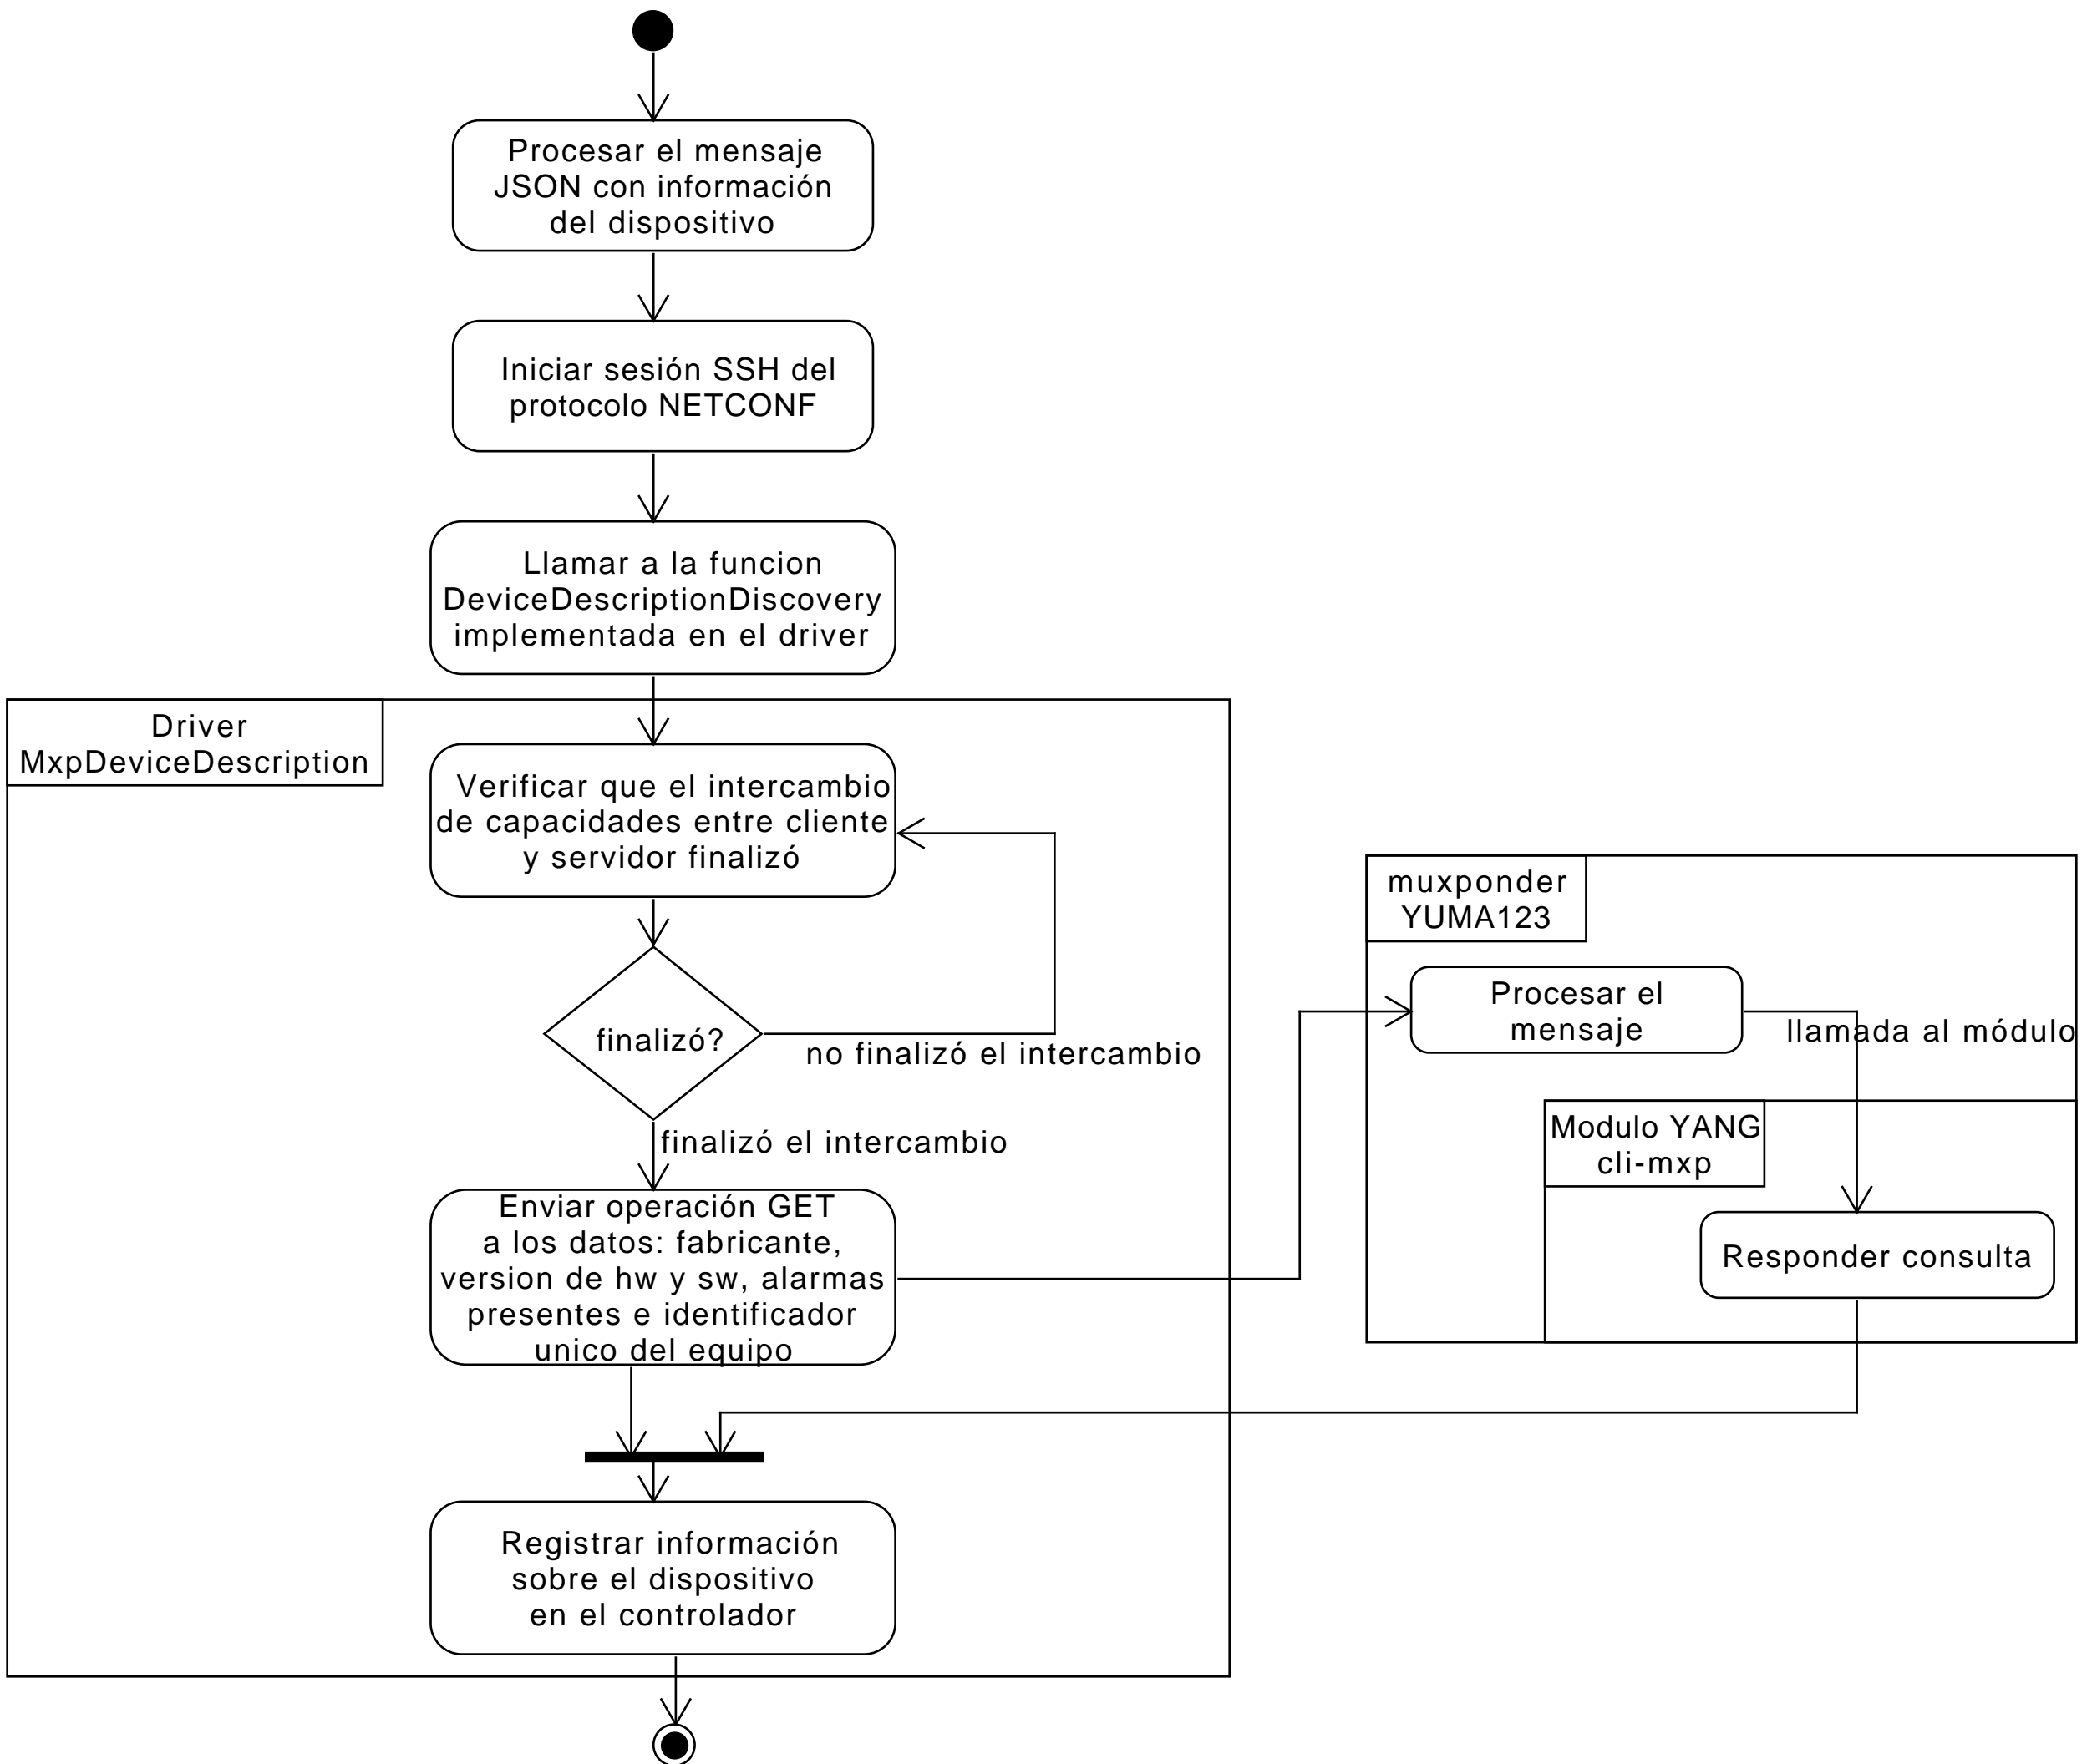 Procesar el mensaje
JSON con información
del dispositivo
Iniciar sesión SSH del
protocolo NETCONF
Llamar a la funcion
DeviceDescriptionDiscovery
implementada en el driver
Driver
MxpDeviceDescription
Verificar que el intercambio
de capacidades entre cliente
y servidor finalizó
finalizó?
no finalizó el intercambio
finalizó el intercambio
Enviar operación GET
a los datos: fabricante,
version de hw y sw, alarmas
presentes e identificador
unico del equipo
muxponder
YUMA123
Procesar el
mensaje
llamada al módulo
Modulo YANG
cli-mxp
Responder consulta
Registrar información
sobre el dispositivo
en el controlador